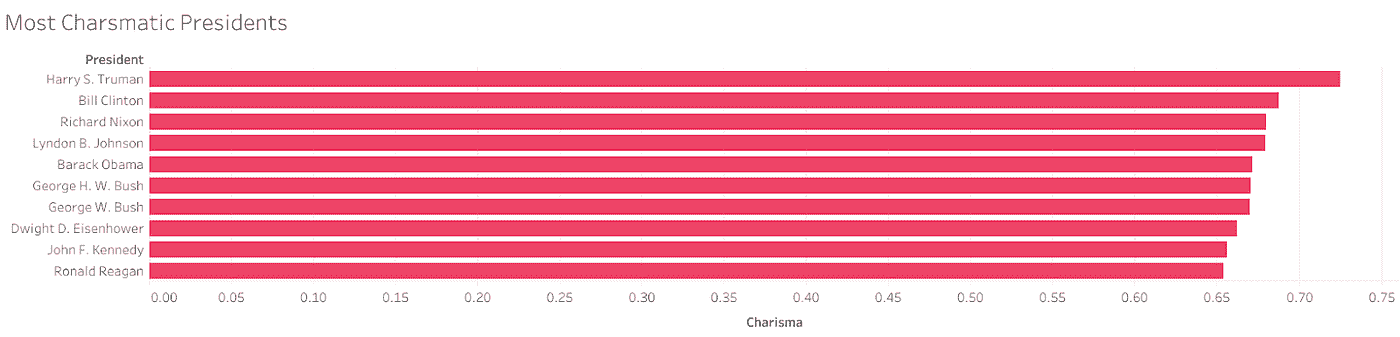 Most Charsmatic Presidents
President
Harry S. Truman
Bill Clinton
Richard Nixon
Lyndon B. Johnson
Barack Obama
George H. W. Bush
George W. Bush
Dwight D. Eisenhower
John F. Kennedy
Ronald Reagan
0.00 0.05 0.10 0.15 0.20 0.25 0.30 0.35 0.40 0.45 0.50 0.55 0.60 0.65 0.70 0.75
Charisma